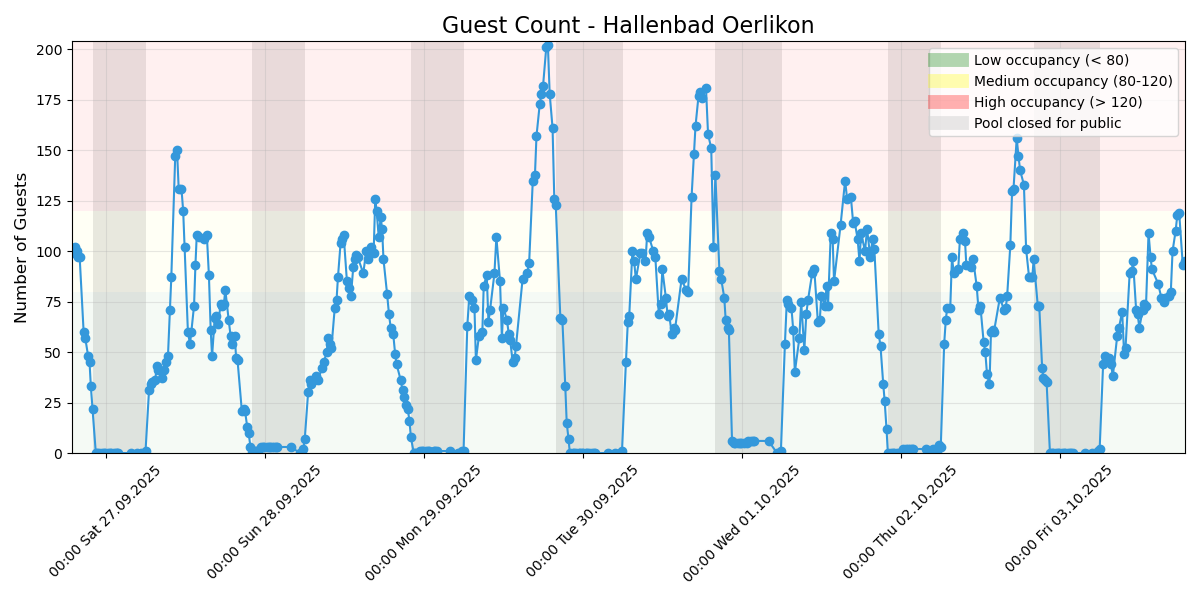 Guest Count - Hallenbad Oerlikon
Number of Guests
200
175
150
125
100
75
50
25
0
Low occupancy (< 80)
Medium occupancy (80-120)
High occupancy (> 120)
Pool closed for public
00:00 Sat 27.09.2025
00:00 Sun 28.09.2025
00:00 Mon 29.09.2025
00:00 Tue 30.09.2025
00:00 Wed 01.10.2025
00:00 Thu 02.10.2025
00:00 Fri 03.10.2025